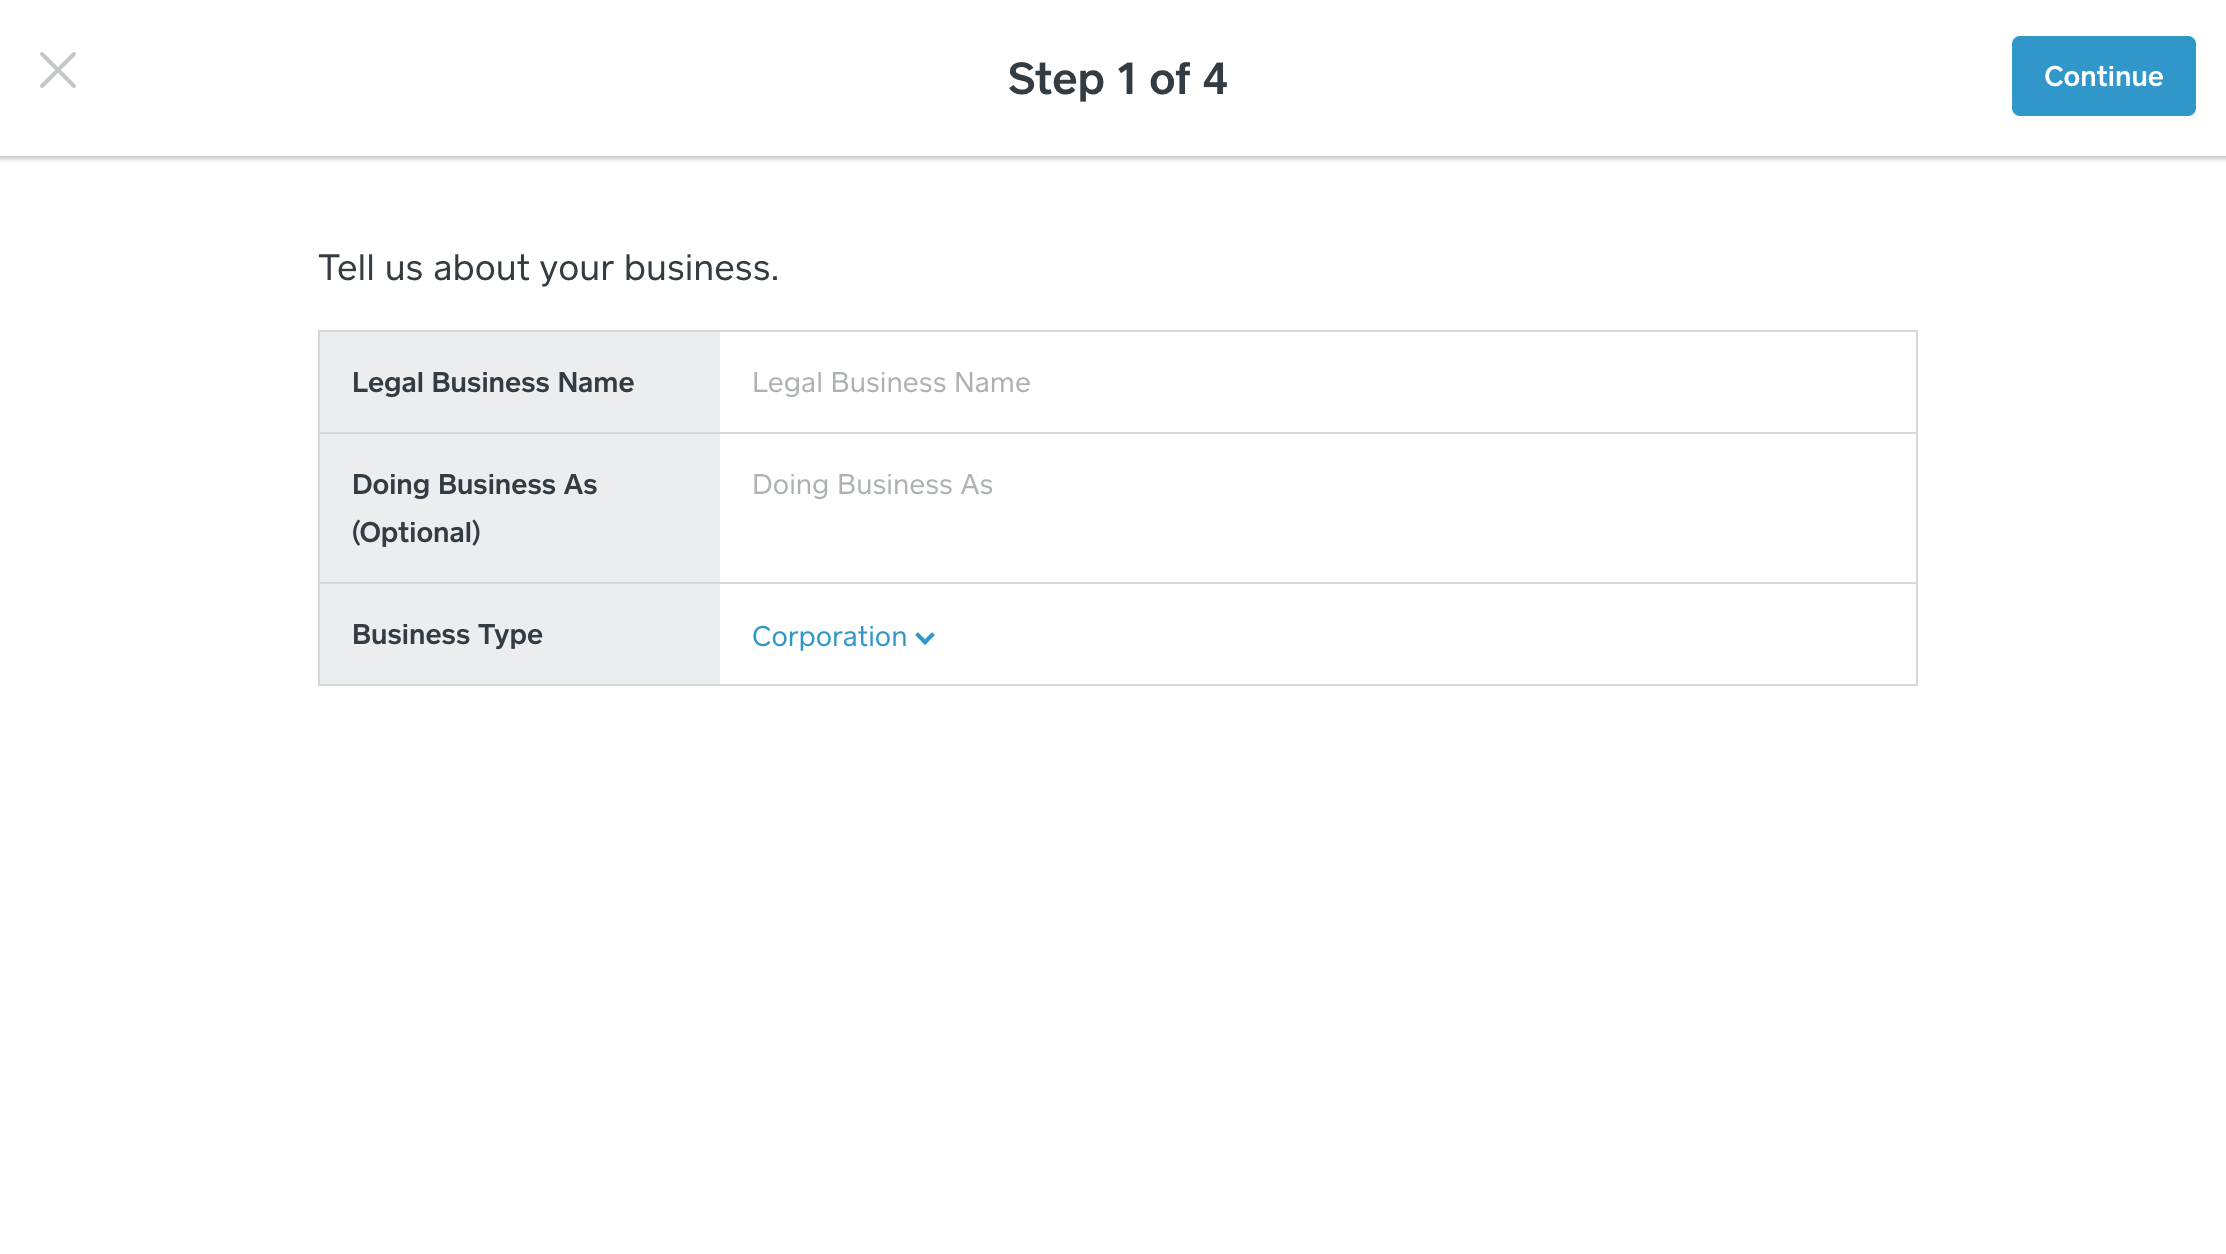 Step 1 of 4
Continue
Tell us about your business.
Legal Business Name
Legal Business Name
Doing Business As
(Optional)
Doing Business As
Business Type
Corporation